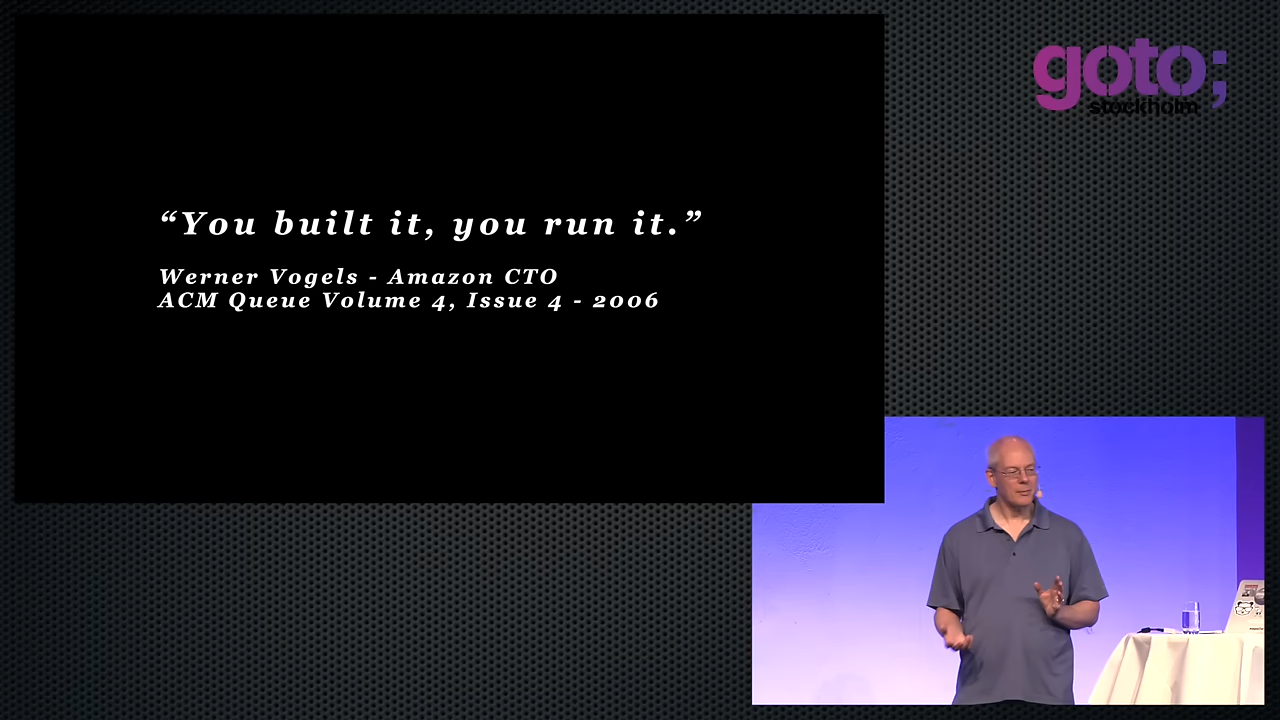 “You built it, you run it.”
Werner Vogels - Amazon CTO
ACM Queue Volume 4, Issue 4 - 2006
goto;
stockholm